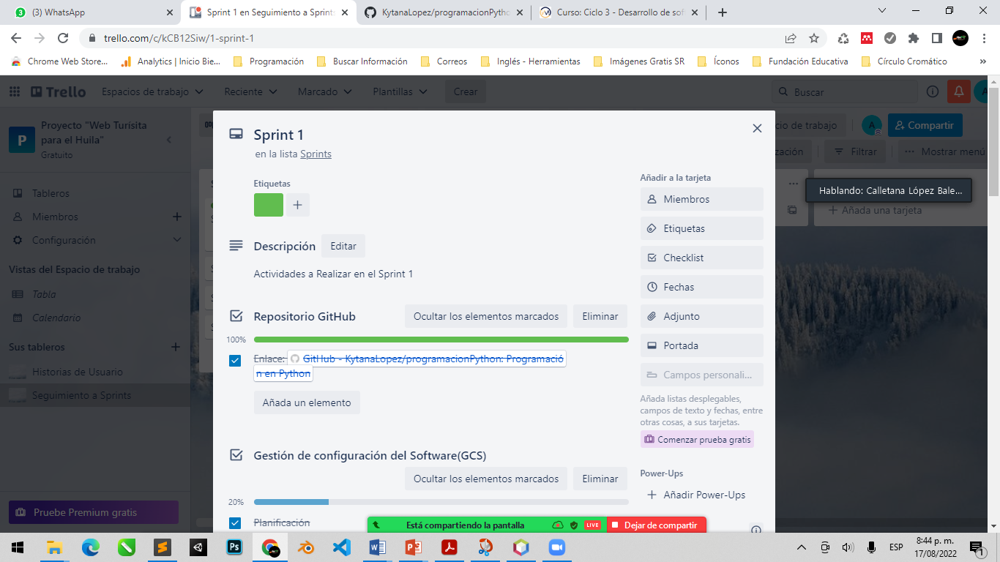 3 (3) WhatsApp
Sprint 1 en Seguimiento a Sprints
KytanaLopez/programacionPytho
Curso: Ciclo 3 - Desarrollo de sof
trello.com/c/kCB12Siw/1-sprint-1
Chrome Web Store...
Analytics | Inicio Bie...
Programación
Buscar Información
Correos
Inglés - Herramientas
Imágenes Gratis SR
Íconos
Fundación Educativa
Círculo Cromático
»
Trello
Espacios de trabajo
Reciente
Marcado
Plantillas
Crear
Buscar
P
Proyecto "Web Turísita
para el Huila"
Gratuito
Tableros
Miembros
Configuración
Vistas del Espacio de trabajo
Tabla
Calendario
Sus tableros
Historias de Usuario
Seguimiento a Sprints
Pruebe Premium gratis
cio de trabajo
A
Compartir
Filtrar
Mostrar menú
Hablando: Calletana López Bale...
Añada una tarjeta
Sprint 1
en la lista Sprints
Etiquetas
Descripción
Editar
Actividades a Realizar en el Sprint 1
Repositorio GitHub
Ocultar los elementos marcados
Eliminar
100%
Enlace: GitHub - KytanaLopez/programacionPython: Programació
n en Python
Añada un elemento
Gestión de configuración del Software(GCS)
Ocultar los elementos marcados
Eliminar
20%
Planificación
Añadir a la tarjeta
Miembros
Etiquetas
Checklist
Fechas
Adjunto
Portada
Campos personali...
Añada listas desplegables,
campos de texto y fechas, entre
otras cosas, a sus tarjetas.
Comenzar prueba gratis
Power-Ups
Añadir Power-Ups
Está compartiendo la pantalla
LIVE
Dejar de compartir
ESP
8:44 p. m.
17/08/2022
1